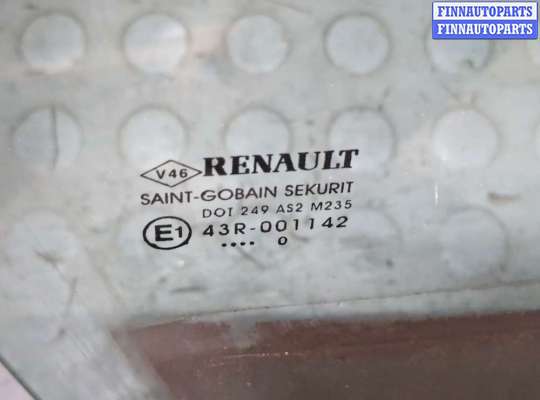 FINNAUTOPARTS
FINNAUTOPARTS
V46 RENAULT
SAINT-GOBAIN SEKURIT
DOT 249 AS2 M235
E1 43R-001142
.... 0